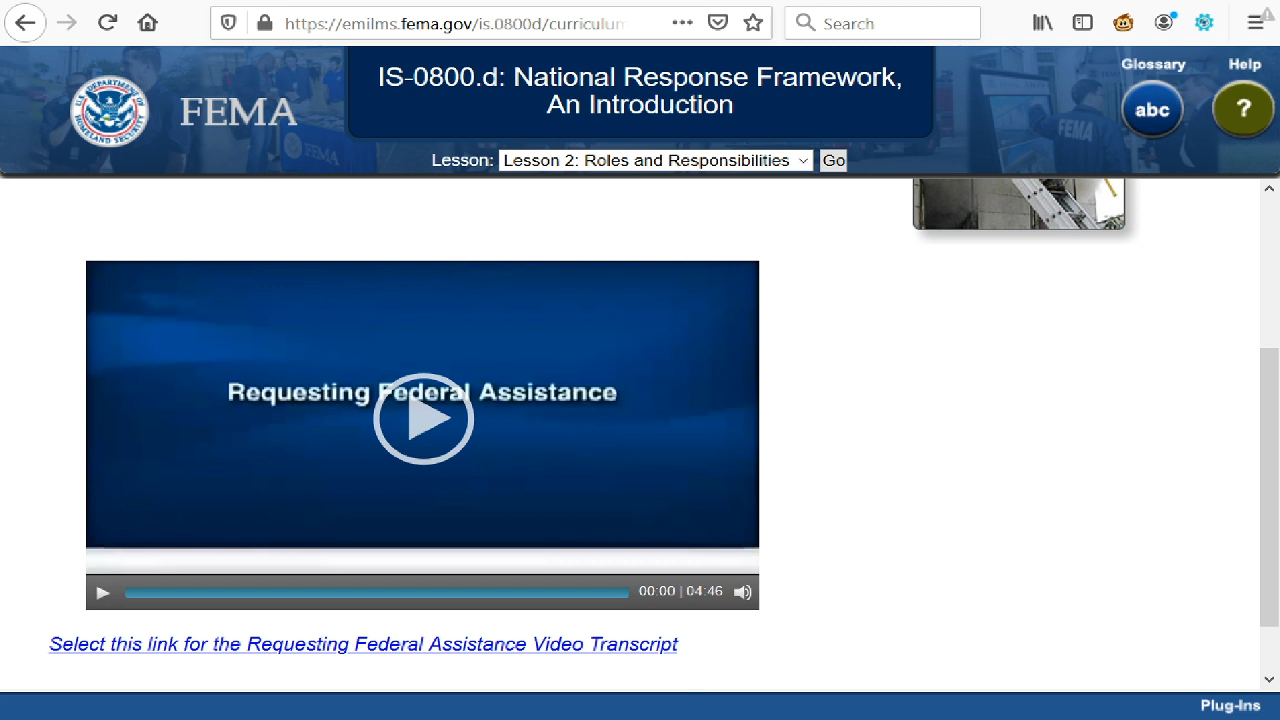 https://emilms.fema.gov/is.0800d/curriculum
Search
FEMA
IS-0800.d: National Response Framework,
An Introduction
Glossary
Help
abc
?
Lesson: Lesson 2: Roles and Responsibilities Go
FEMA
FEMA
Requesting Federal Assistance
00:00 | 04:46
Select this link for the Requesting Federal Assistance Video Transcript
Plug-Ins